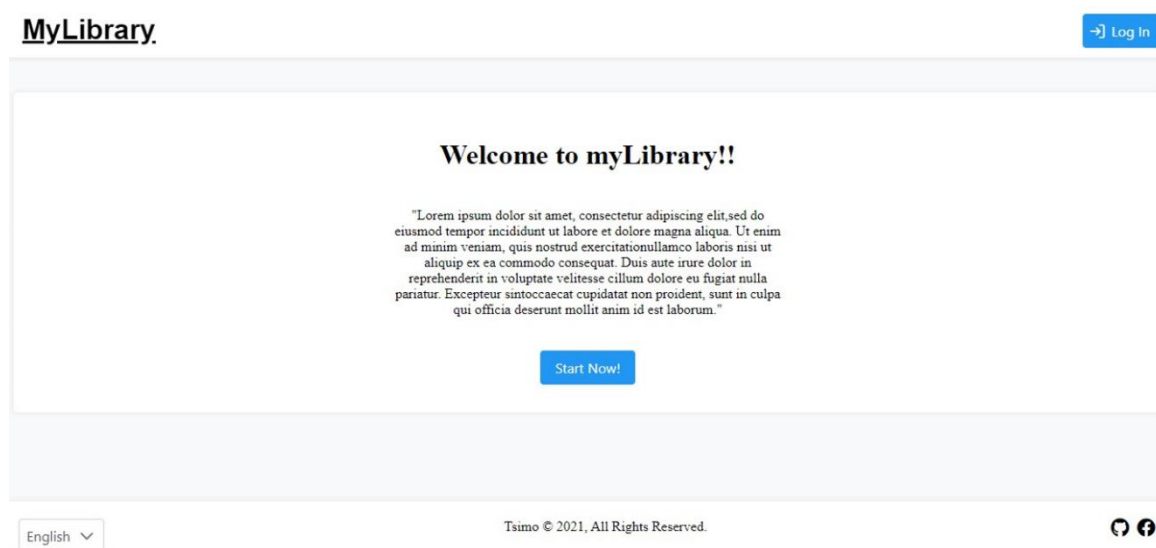 MyLibrary
Log In
Welcome to myLibrary!!
"Lorem ipsum dolor sit amet, consectetur adipiscing elit,sed do
eiusmod tempor incididunt ut labore et dolore magna aliqua. Ut enim
ad minim veniam, quis nostrud exercitationullamco laboris nisi ut
aliquip ex ea commodo consequat. Duis aute irure dolor in
reprehenderit in voluptate velitesse cillum dolore eu fugiat nulla
pariatur. Excepteur sintoccaecat cupidatat non proident, sunt in culpa
qui officia deserunt mollit anim id est laborum."
Start Now!
English
Tsimo © 2021, All Rights Reserved.